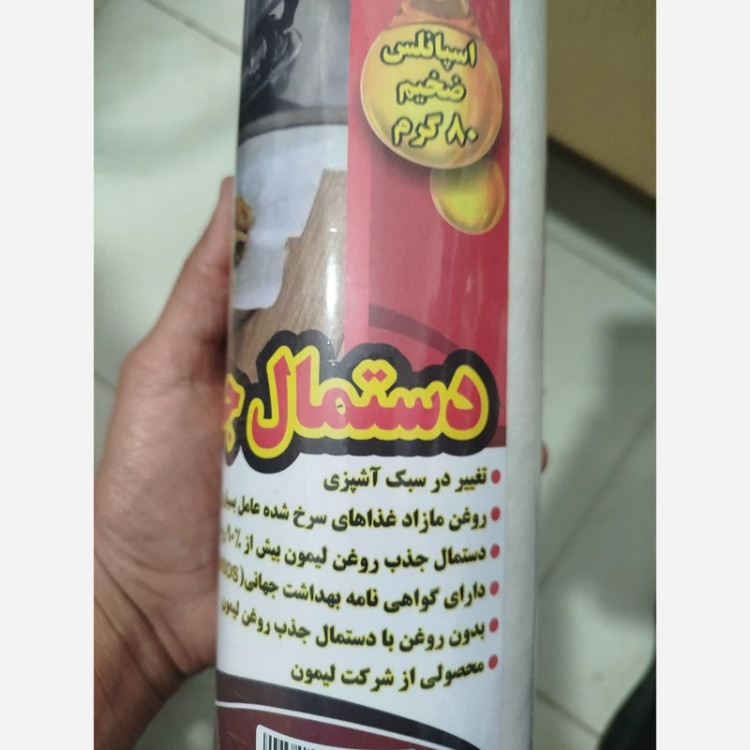 اسپانلس
ضخیم
۸۰ گرم
دستمال
تغییر در سبک آشپزی
روغن مازاد غذاهای سرخ شده عامل
دستمال جذب روغن لیمون بیش از ۹۰٪
دارای گواهی نامه بهداشت جهانی(
بدون روغن با دستمال جذب روغن لیمون
محصولی از شرکت لیمون